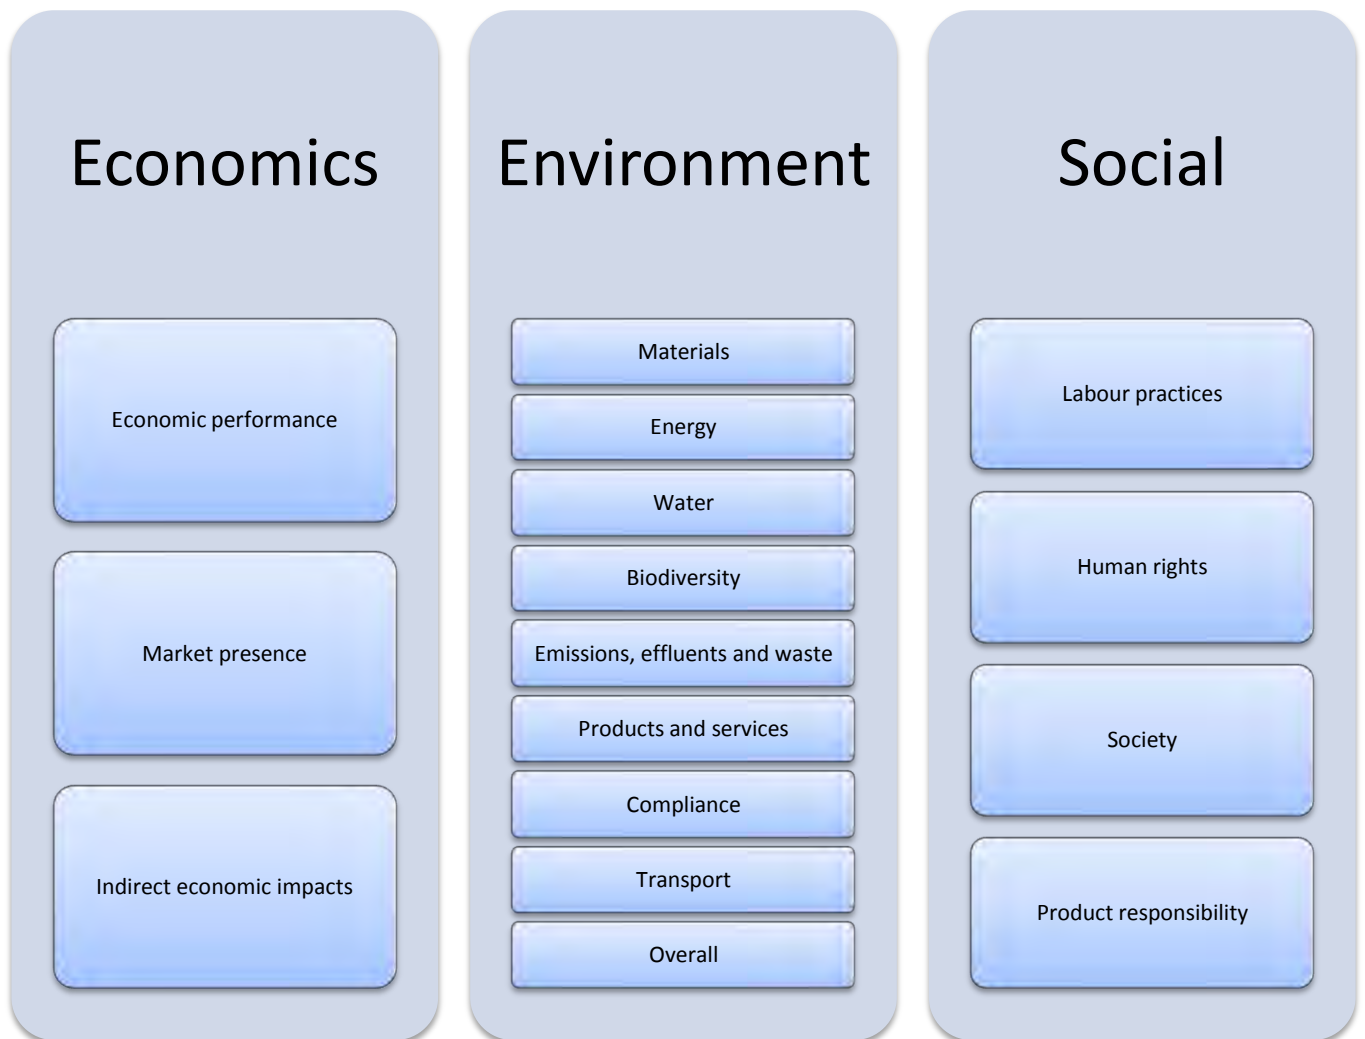 Economics
Economic performance
Market presence
Indirect economic impacts
Environment
Materials
Energy
Water
Biodiversity
Emissions, effluents and waste
Products and services
Compliance
Transport
Overall
Social
Labour practices
Human rights
Society
Product responsibility